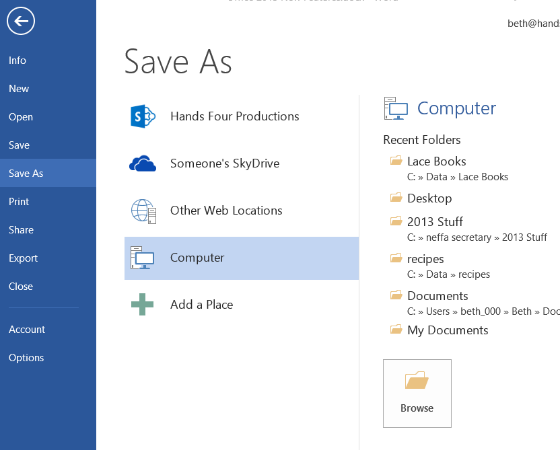 beth@hand
Info
New
Open
Save
Save As
Print
Share
Export
Close
Account
Options
Save As
Hands Four Productions
Someone's SkyDrive
Other Web Locations
Computer
Add a Place
Computer
Recent Folders
Lace Books
C: » Data » Lace Books
Desktop
2013 Stuff
C: » neffa secretary » 2013 Stuff
recipes
C: » Data » recipes
Documents
C: » Users » beth_000 » Beth » Doc
My Documents
Browse